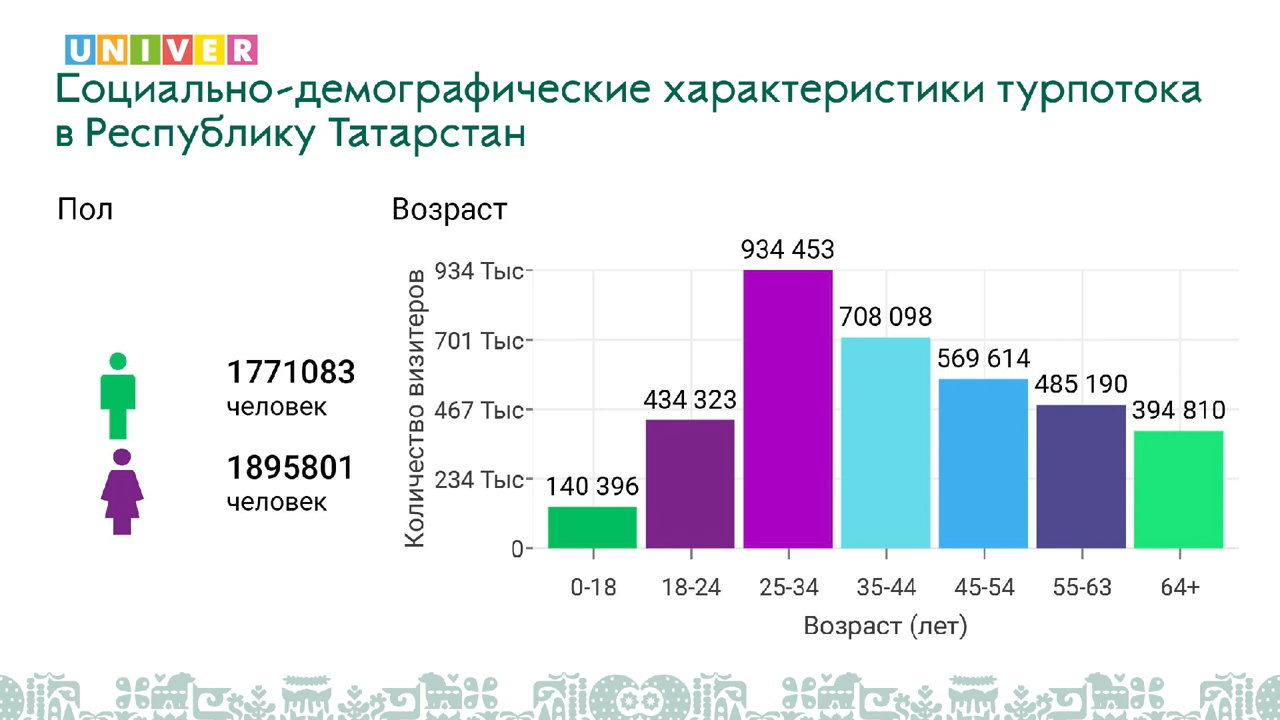 UNIVER
Социально-демографические характеристики турпотока
в Республику Татарстан
Пол
1771083
человек
1895801
человек
Возраст
Количество визитеров
934 Тыс
701 Тыс
467 Тыс
234 Тыс
0
140 396
434 323
934 453
708 098
569 614
485 190
394 810
0-18
18-24
25-34
35-44
45-54
55-63
64+
Возраст (лет)